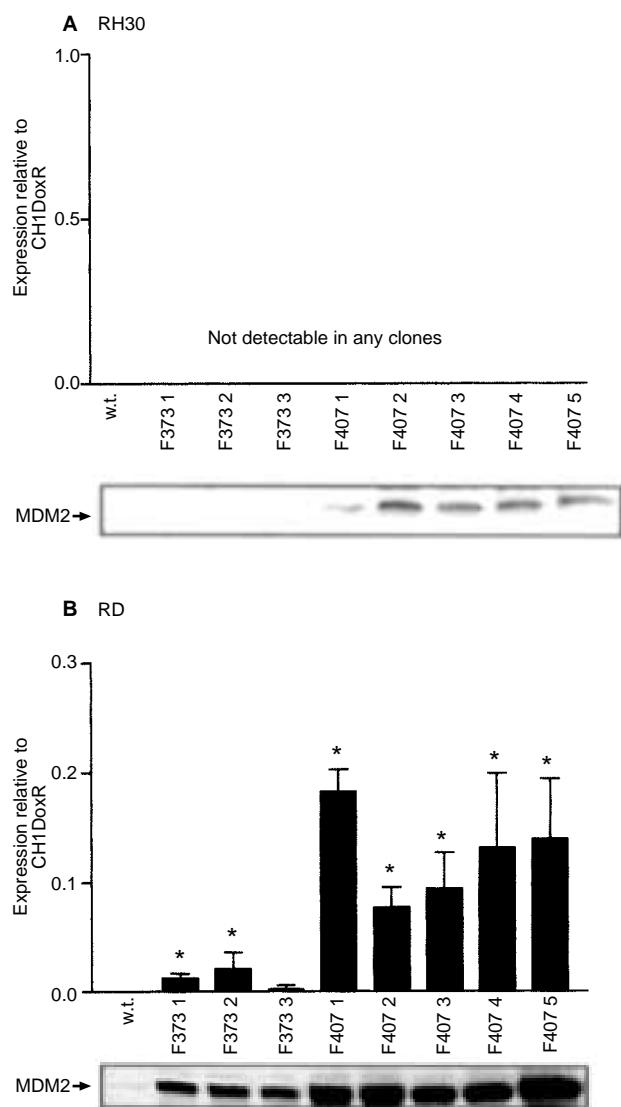 A RH30
Expression relative to
CH1DoxR
1.0
0.5
0.0
Not detectable in any clones
w.t.
F373 1
F373 2
F373 3
F407 1
F407 2
F407 3
F407 4
F407 5
MDM2
B RD
Expression relative to
CH1DoxR
0.3
0.2
0.1
0.0
*
*
*
*
*
*
*
w.t.
F373 1
F373 2
F373 3
F407 1
F407 2
F407 3
F407 4
F407 5
MDM2